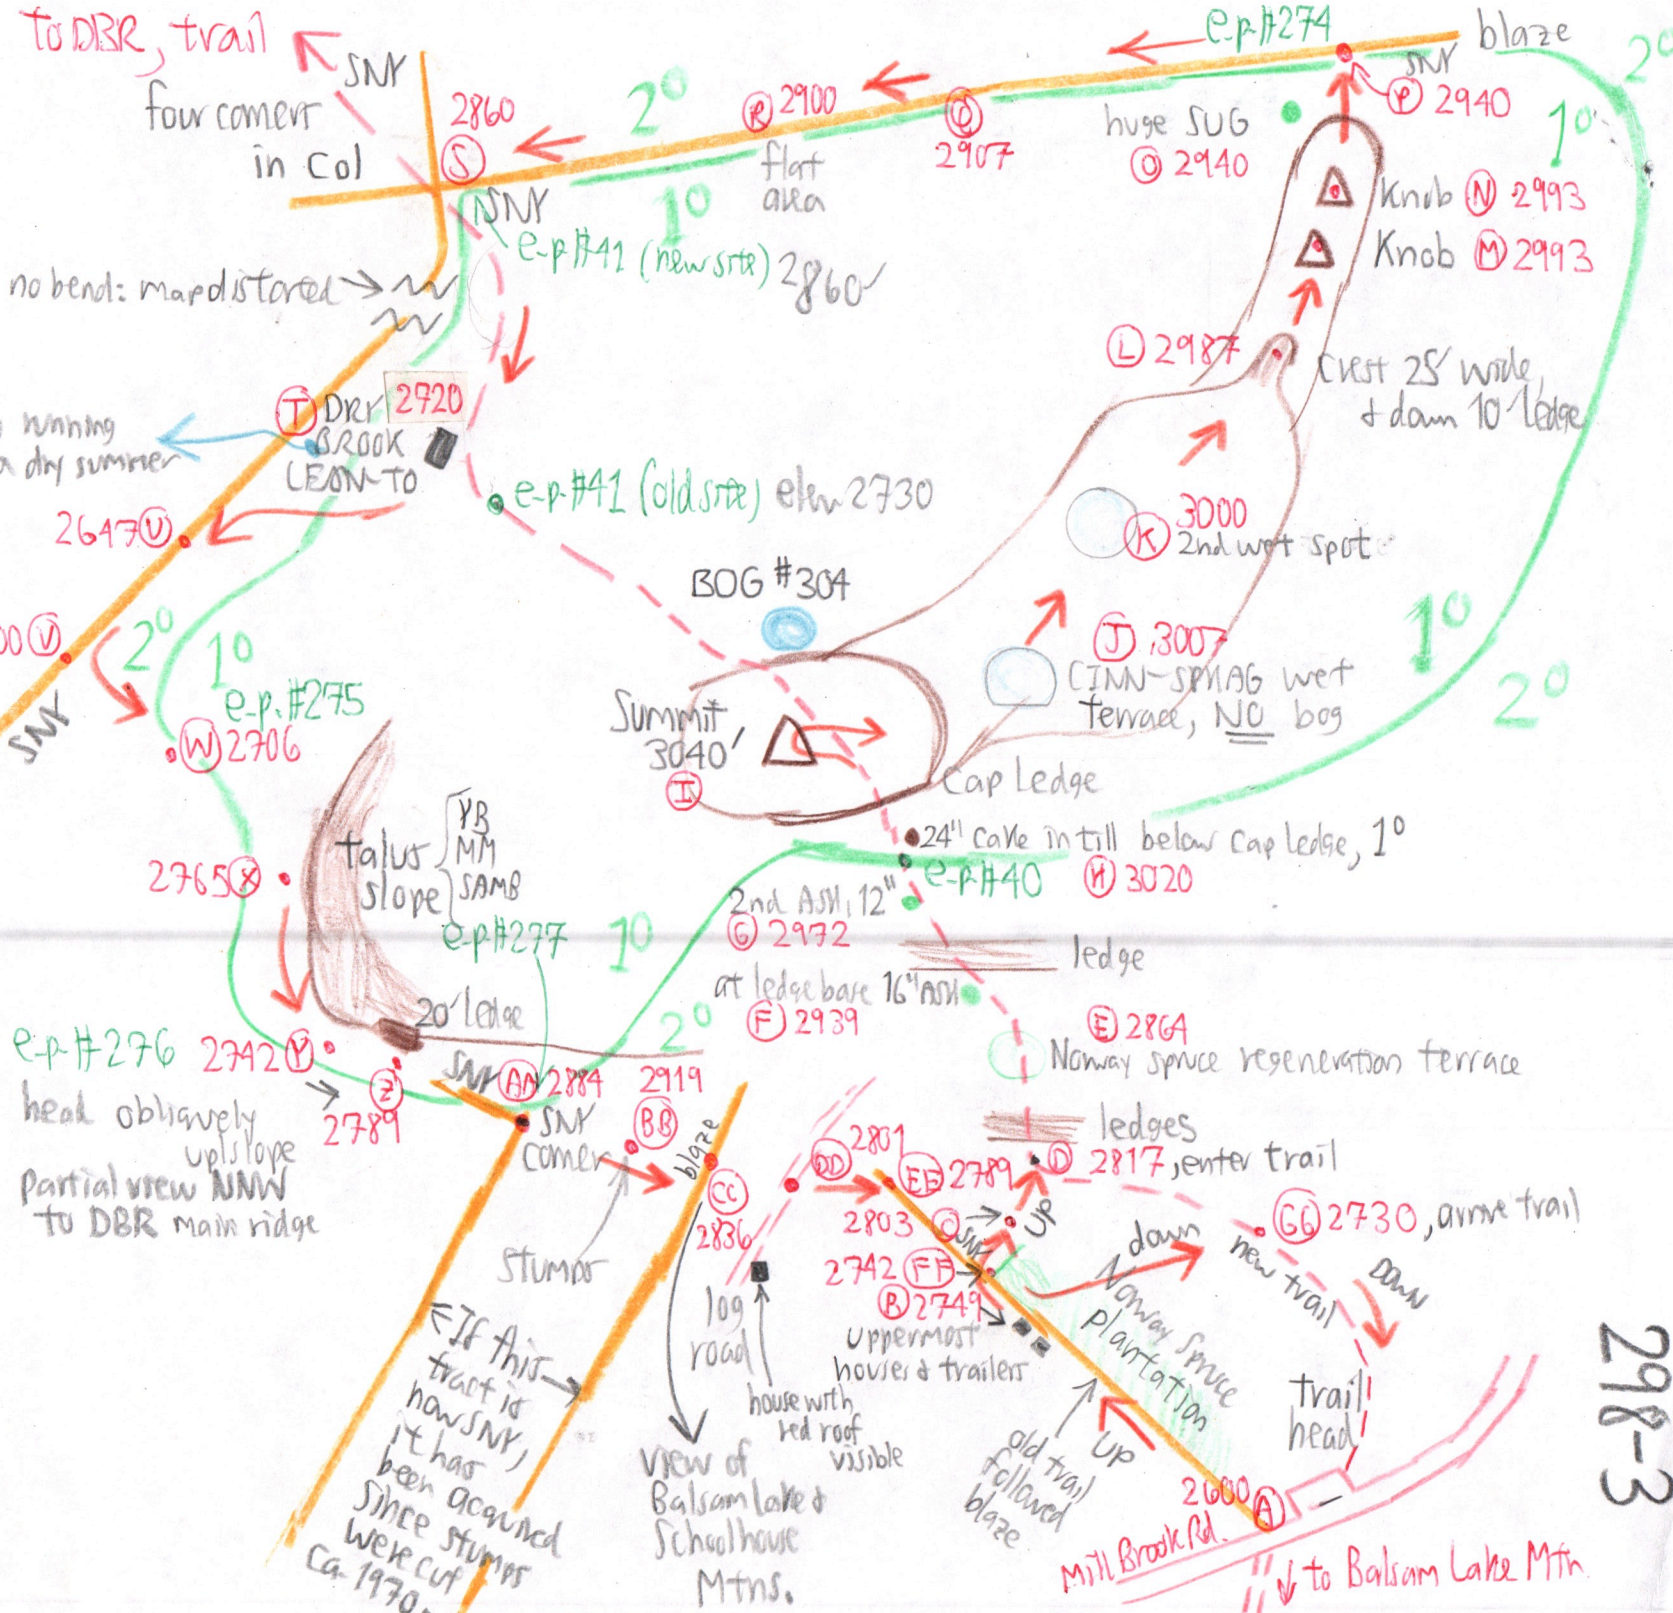 to DBR, trail
SNY
four corners
in col
2860
S
2°
R 2900
flat
area
1°
Q
2907
e-p-#274
blaze
SNY
P 2940
huge SUG
O 2940
2°
1°
Knob N 2993
Knob M 2993
SNY
e-p-#41 (new site) 2860'
no bend: map distorted
L 2987
Crest 25' wide,
& down 10' ledge
T DRY 2720
BROOK
LEAN-TO
running
a dry summer
2647 U
e-p-#41 (old site) elev 2730
K 3000
2nd wet spot
BOG #304
V
2°
1°
SNY
e-p. #275
W 2706
J 3007
CINN-SPHAG wet
terrace, NO bog
1°
2°
Summit
3040'
I
Cap Ledge
24" cave in till below cap ledge, 1°
e-p-#40
H 3020
2765 X
talus
slope
YB
MM
SAMB
e-p-#277
1°
2nd ASH, 12"
G 2972
ledge
at ledge base 16" ASH
F 2939
2°
20' ledge
E 2864
Norway spruce regeneration terrace
e-p-#276 2742 Y
head obliquely
upslope
partial view NNW
to DBR main ridge
Z
2789
SNY AA 2884
SNY
corner
2919
BB
stumps
blaze
CC
2836
DD 2801
EE 2789
ledges
D 2817, enter trail
2803 C
SNY
UP
2742 FF
B 2749
uppermost
houses & trailers
down
GG 2730, arrive trail
new trail
DOWN
Norway Spruce
plantation
log
road
house with
red roof
visible
view of
Balsam Lake &
Schoolhouse
Mtns.
If this
tract is
now SNY,
it has
been acquired
since stumps
were cup
Ca. 1970.
old trail
followed
blaze
UP
trail
head
2600 A
Mill Brook Rd.
to Balsam Lake Mtn.
298-3